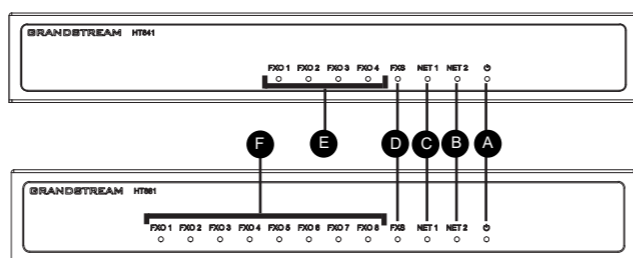 GRANDSTREAM HT841
FXO 1 FXO 2 FXO 3 FXO 4 FXS NET 1 NET 2
F E D C B A
GRANDSTREAM HT881
FXO 1 FXO 2 FXO 3 FXO 4 FXO 5 FXO 6 FXO 7 FXO 8 FXS NET 1 NET 2